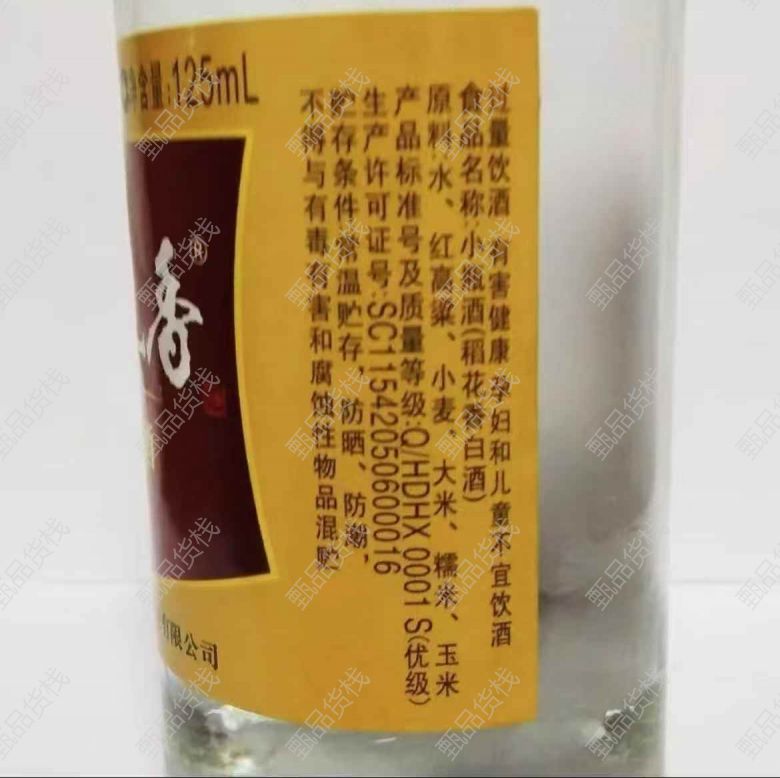 净含量:125mL
香®
过量饮酒 有害健康 孕妇和儿童不宜饮酒
食品名称:小瓶酒(稻花香白酒)
原料:水、红高粱、小麦、大米、糯米、玉米
产品标准号及质量等级:Q/HDHX 0001 S(优级)
生产许可证号:SC11542050600016
贮存条件:常温贮存，防晒、防潮，
不得与有毒有害和腐蚀性物品混贮
有限公司
甄品货栈